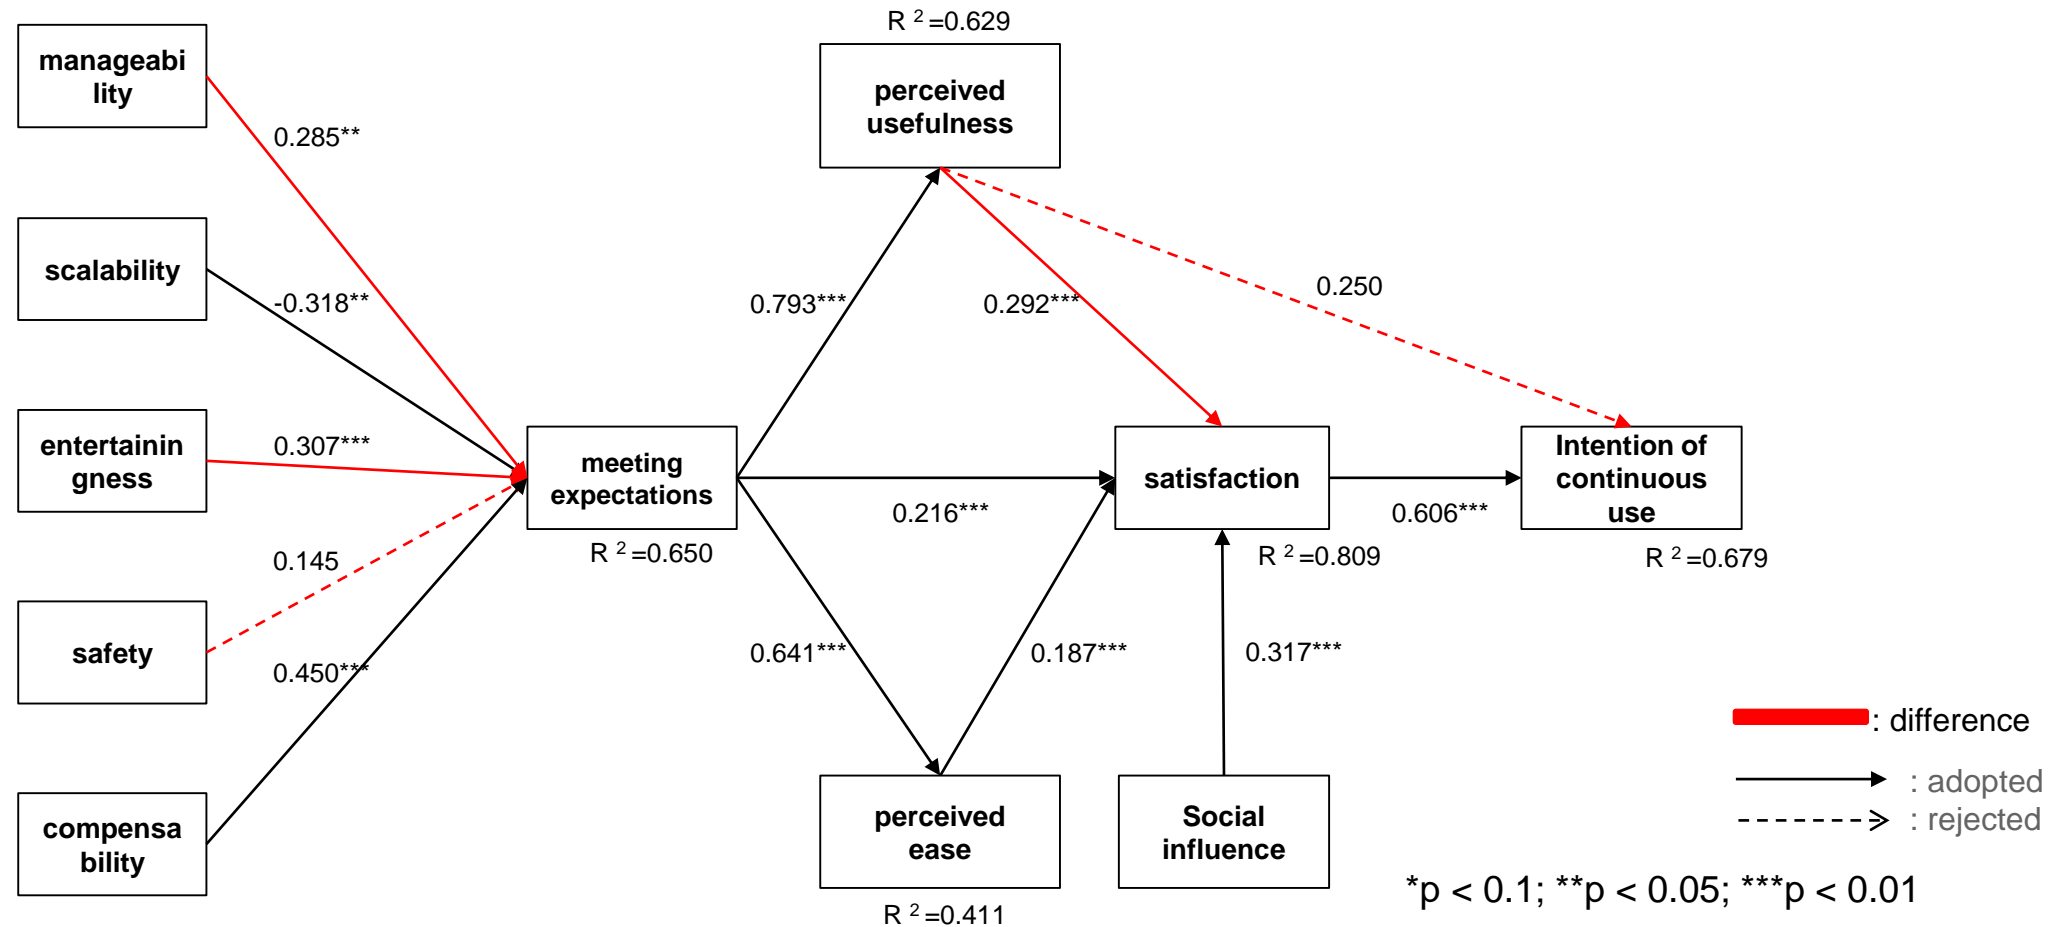 R ²=0.629
manageabi
lity
perceived
usefulness
0.285**
scalability
-0.318**
0.793***
0.292***
0.250
entertainin
gness
0.307***
meeting
expectations
satisfaction
Intention of
continuous
use
0.216***
0.606***
R ²=0.650
R ²=0.809
R ²=0.679
0.145
safety
0.450***
0.641***
0.187***
0.317***
: difference
: adopted
: rejected
compensa
bility
perceived
ease
Social
influence
*p < 0.1; **p < 0.05; ***p < 0.01
R ²=0.411